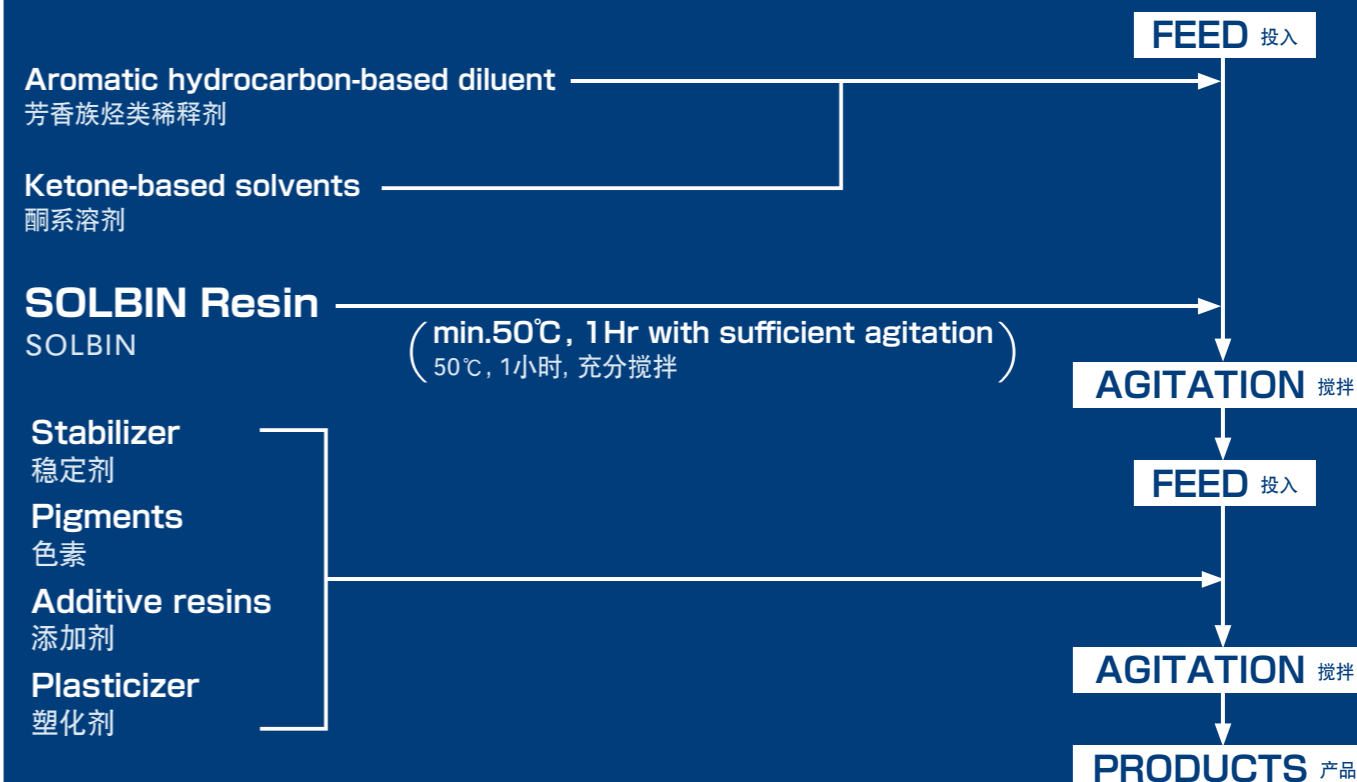 FEED 投入
Aromatic hydrocarbon-based diluent
芳香族烃类稀释剂
Ketone-based solvents
酮系溶剂
SOLBIN Resin
SOLBIN
(min.50℃, 1Hr with sufficient agitation
50℃, 1小时, 充分搅拌)
AGITATION 搅拌
Stabilizer
稳定剂
FEED 投入
Pigments
色素
Additive resins
添加剂
Plasticizer
塑化剂
AGITATION 搅拌
PRODUCTS 产品